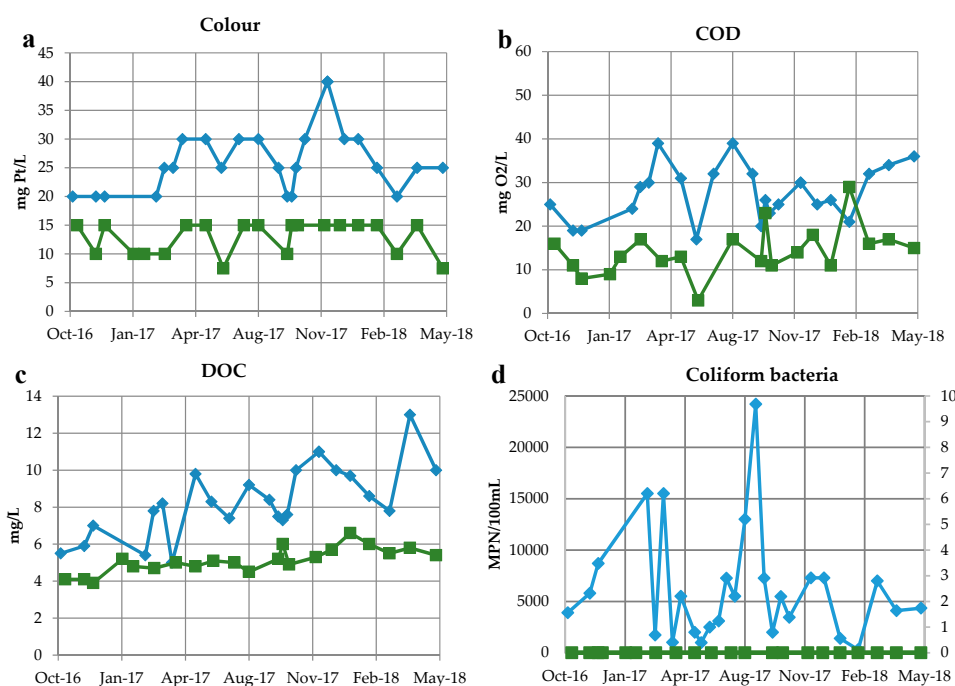 a
Colour
mg Pt/L
45
40
35
30
25
20
15
10
5
0
Oct-16 Jan-17 Apr-17 Aug-17 Nov-17 Feb-18 May-18
b
COD
mg O2/L
60
50
40
30
20
10
0
Oct-16 Jan-17 Apr-17 Aug-17 Nov-17 Feb-18 May-18
c
DOC
mg/L
14
12
10
8
6
4
2
0
Oct-16 Jan-17 Apr-17 Aug-17 Nov-17 Feb-18 May-18
d
Coliform bacteria
MPN/100mL
25000
20000
15000
10000
5000
0
10
9
8
7
6
5
4
3
2
1
0
Oct-16 Jan-17 Apr-17 Aug-17 Nov-17 Feb-18 May-18